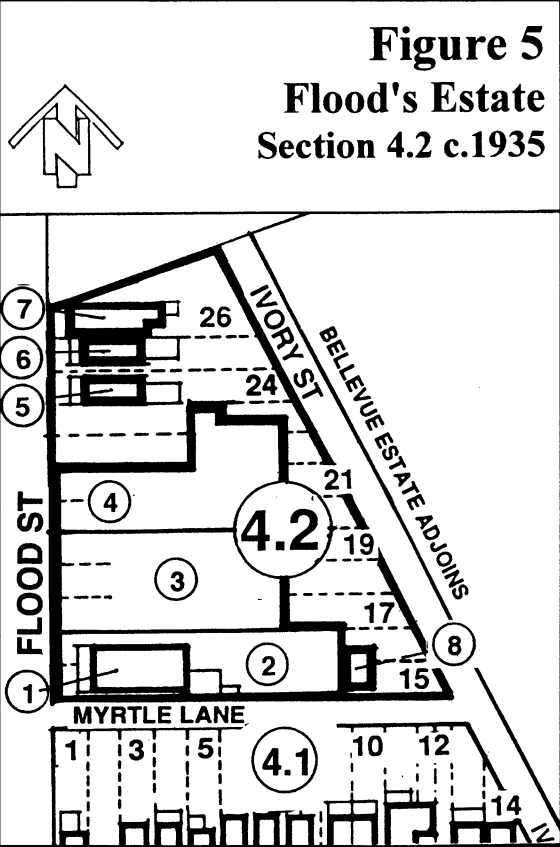 Figure 5
Flood's Estate
Section 4.2 c.1935
N
7
26
IVORY ST
6
BELLEVUE ESTATE ADJOINS
5
24
4
21
4.2
19
FLOOD ST
3
17
8
2
1
15
MYRTLE LANE
1 3 5 10 12
4.1
14
IV